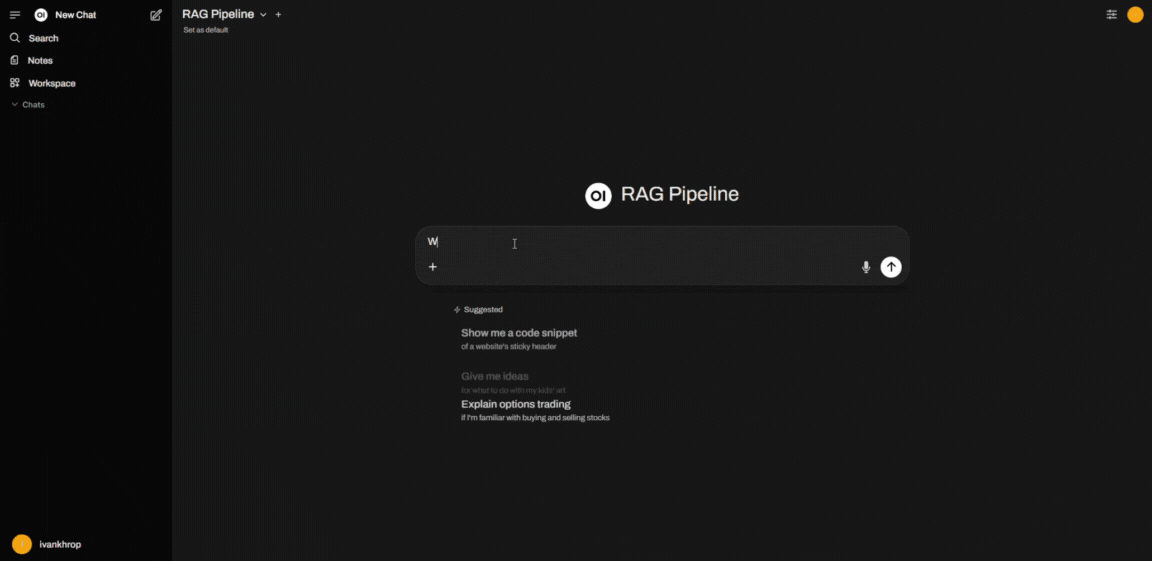 OI New Chat
Search
Notes
Workspace
Chats
ivankhrop
RAG Pipeline
Set as default
OI RAG Pipeline
W
Suggested
Show me a code snippet
of a website's sticky header
Give me ideas
for what to do with my kids' art
Explain options trading
if I'm familiar with buying and selling stocks